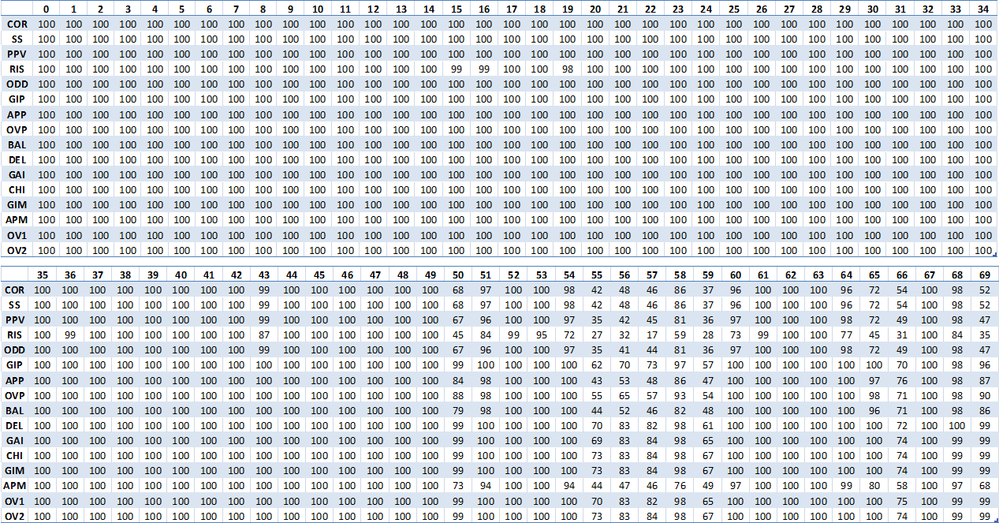 0 1 2 3 4 5 6 7 8 9 10 11 12 13 14 15 16 17 18 19 20 21 22 23 24 25 26 27 28 29 30 31 32 33 34
COR 100 100 100 100 100 100 100 100 100 100 100 100 100 100 100 100 100 100 100 100 100 100 100 100 100 100 100 100 100 100 100 100 100 100 100
SS 100 100 100 100 100 100 100 100 100 100 100 100 100 100 100 100 100 100 100 100 100 100 100 100 100 100 100 100 100 100 100 100 100 100 100
PPV 100 100 100 100 100 100 100 100 100 100 100 100 100 100 100 100 100 100 100 100 100 100 100 100 100 100 100 100 100 100 100 100 100 100 100
RIS 100 100 100 100 100 100 100 100 100 100 100 100 100 100 100 99 99 100 100 98 100 100 100 100 100 100 100 100 100 100 100 100 100 100 100
ODD 100 100 100 100 100 100 100 100 100 100 100 100 100 100 100 100 100 100 100 100 100 100 100 100 100 100 100 100 100 100 100 100 100 100 100
GIP 100 100 100 100 100 100 100 100 100 100 100 100 100 100 100 100 100 100 100 100 100 100 100 100 100 100 100 100 100 100 100 100 100 100 100
APP 100 100 100 100 100 100 100 100 100 100 100 100 100 100 100 100 100 100 100 100 100 100 100 100 100 100 100 100 100 100 100 100 100 100 100
OVP 100 100 100 100 100 100 100 100 100 100 100 100 100 100 100 100 100 100 100 100 100 100 100 100 100 100 100 100 100 100 100 100 100 100 100
BAL 100 100 100 100 100 100 100 100 100 100 100 100 100 100 100 100 100 100 100 100 100 100 100 100 100 100 100 100 100 100 100 100 100 100 100
DEL 100 100 100 100 100 100 100 100 100 100 100 100 100 100 100 100 100 100 100 100 100 100 100 100 100 100 100 100 100 100 100 100 100 100 100
GAI 100 100 100 100 100 100 100 100 100 100 100 100 100 100 100 100 100 100 100 100 100 100 100 100 100 100 100 100 100 100 100 100 100 100 100
CHI 100 100 100 100 100 100 100 100 100 100 100 100 100 100 100 100 100 100 100 100 100 100 100 100 100 100 100 100 100 100 100 100 100 100 100
GIM 100 100 100 100 100 100 100 100 100 100 100 100 100 100 100 100 100 100 100 100 100 100 100 100 100 100 100 100 100 100 100 100 100 100 100
APM 100 100 100 100 100 100 100 100 100 100 100 100 100 100 100 100 100 100 100 100 100 100 100 100 100 100 100 100 100 100 100 100 100 100 100
OV1 100 100 100 100 100 100 100 100 100 100 100 100 100 100 100 100 100 100 100 100 100 100 100 100 100 100 100 100 100 100 100 100 100 100 100
OV2 100 100 100 100 100 100 100 100 100 100 100 100 100 100 100 100 100 100 100 100 100 100 100 100 100 100 100 100 100 100 100 100 100 100 100
35 36 37 38 39 40 41 42 43 44 45 46 47 48 49 50 51 52 53 54 55 56 57 58 59 60 61 62 63 64 65 66 67 68 69
COR 100 100 100 100 100 100 100 100 99 100 100 100 100 100 100 68 97 100 100 98 42 48 46 86 37 96 100 100 100 96 72 54 100 98 52
SS 100 100 100 100 100 100 100 100 99 100 100 100 100 100 100 68 97 100 100 98 42 48 46 86 37 96 100 100 100 96 72 54 100 98 52
PPV 100 100 100 100 100 100 100 100 99 100 100 100 100 100 100 67 96 100 100 97 35 42 45 81 36 97 100 100 100 98 72 49 100 98 47
RIS 100 99 100 100 100 100 100 100 87 100 100 100 100 100 100 45 84 99 95 72 27 32 17 59 28 73 99 100 100 77 45 31 100 84 35
ODD 100 100 100 100 100 100 100 100 99 100 100 100 100 100 100 67 96 100 100 97 35 41 44 81 36 97 100 100 100 98 72 49 100 98 47
GIP 100 100 100 100 100 100 100 100 100 100 100 100 100 100 100 99 100 100 100 100 62 70 73 97 57 100 100 100 100 100 100 70 100 98 96
APP 100 100 100 100 100 100 100 100 100 100 100 100 100 100 100 84 98 100 100 100 43 53 48 86 47 100 100 100 100 100 97 76 100 98 87
OVP 100 100 100 100 100 100 100 100 100 100 100 100 100 100 100 88 98 100 100 100 55 65 57 93 54 100 100 100 100 100 98 71 100 98 90
BAL 100 100 100 100 100 100 100 100 100 100 100 100 100 100 100 79 98 100 100 100 44 52 46 82 48 100 100 100 100 100 96 71 100 98 86
DEL 100 100 100 100 100 100 100 100 100 100 100 100 100 100 100 99 100 100 100 100 70 83 82 98 61 100 100 100 100 100 100 72 100 100 99
GAI 100 100 100 100 100 100 100 100 100 100 100 100 100 100 100 99 100 100 100 100 69 83 84 98 65 100 100 100 100 100 100 74 100 99 99
CHI 100 100 100 100 100 100 100 100 100 100 100 100 100 100 100 99 100 100 100 100 73 83 84 98 67 100 100 100 100 100 100 74 100 99 99
GIM 100 100 100 100 100 100 100 100 100 100 100 100 100 100 100 99 100 100 100 100 73 83 84 98 67 100 100 100 100 100 100 74 100 99 99
APM 100 100 100 100 100 100 100 100 100 100 100 100 100 100 100 73 94 100 100 94 44 47 46 76 49 97 100 100 100 99 80 58 100 97 68
OV1 100 100 100 100 100 100 100 100 100 100 100 100 100 100 100 99 100 100 100 100 70 83 82 98 65 100 100 100 100 100 100 75 100 99 99
OV2 100 100 100 100 100 100 100 100 100 100 100 100 100 100 100 99 100 100 100 100 73 83 84 98 67 100 100 100 100 100 100 74 100 99 99